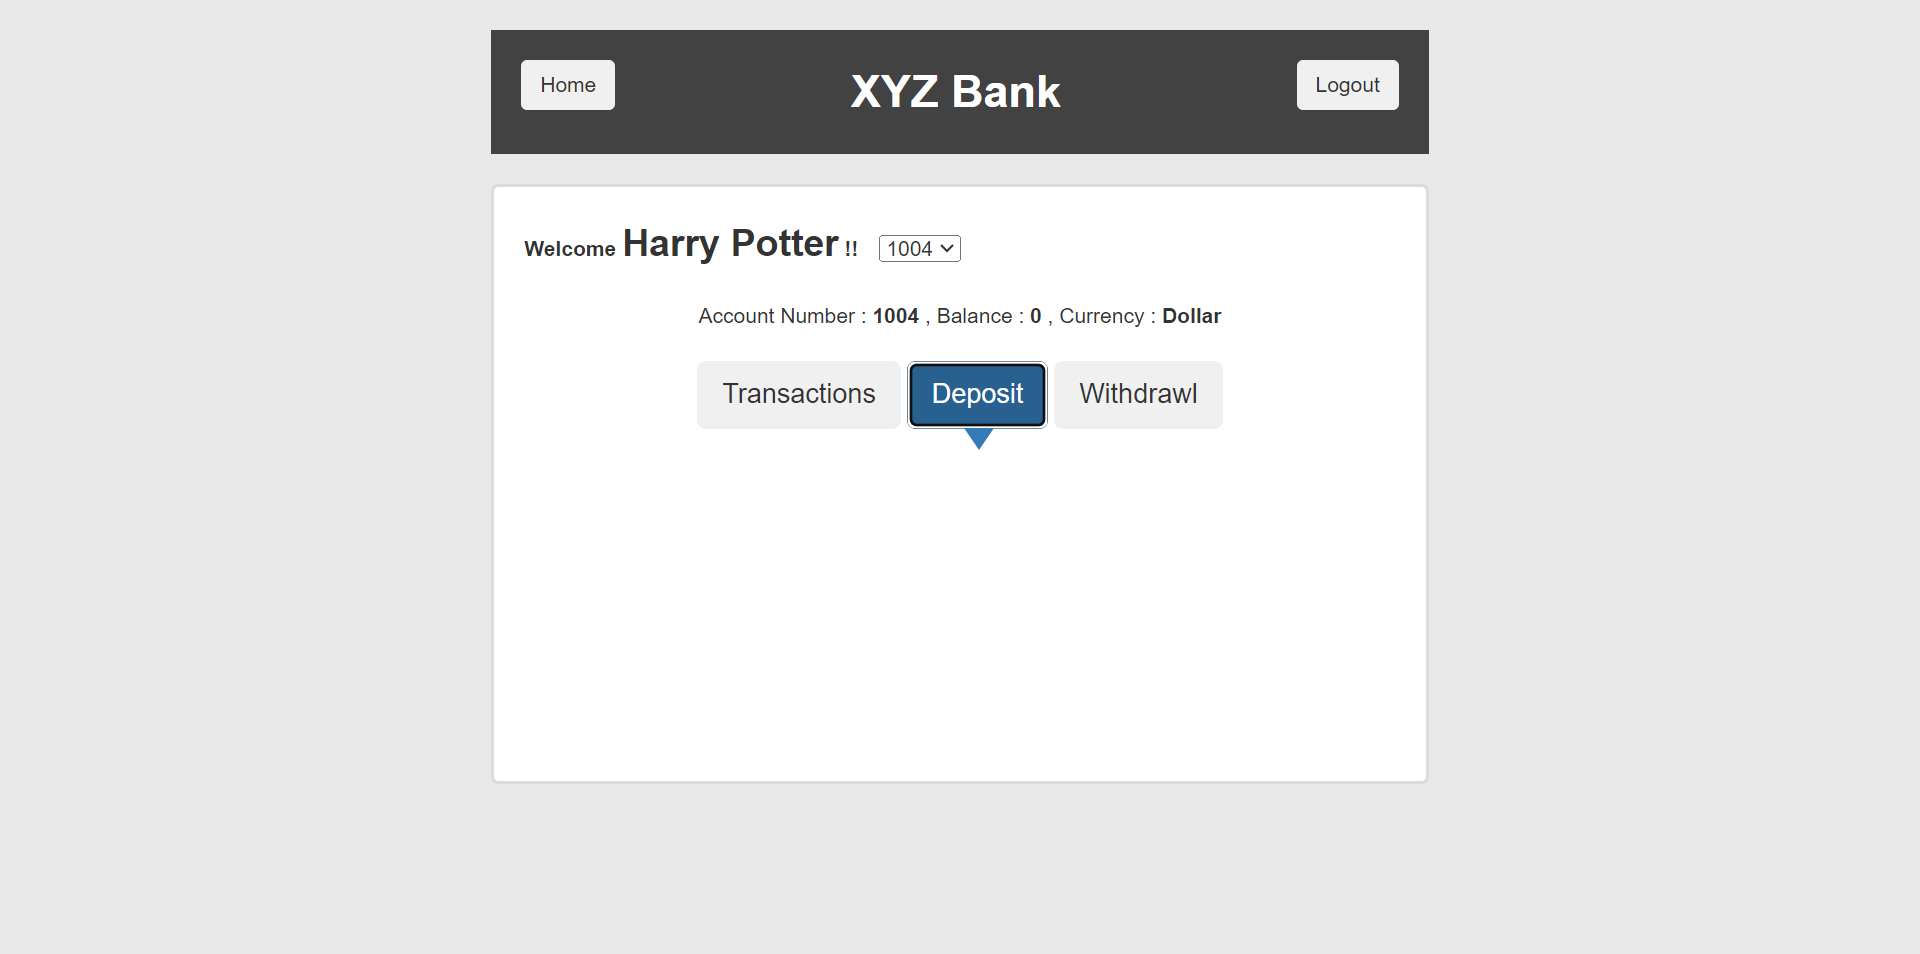 Home XYZ Bank Logout
Welcome Harry Potter !! 1004
Account Number : 1004 , Balance : 0 , Currency : Dollar
Transactions Deposit Withdrawl